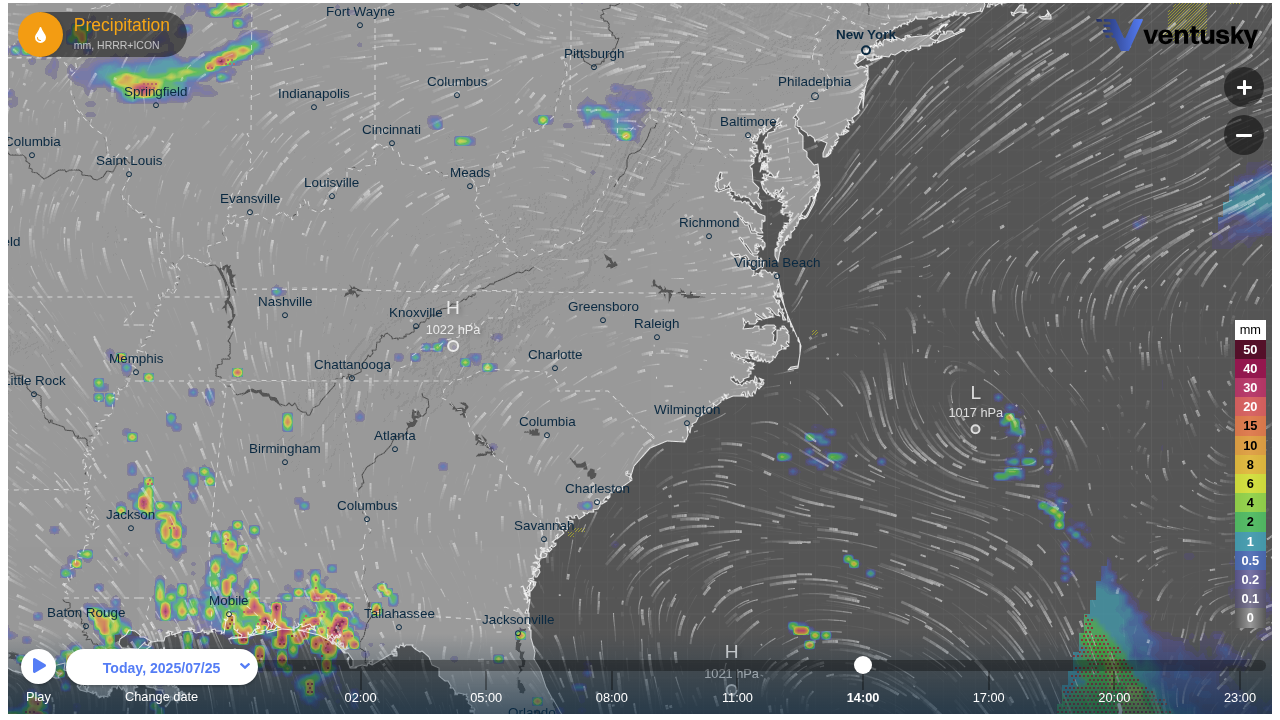 Precipitation
mm, HRRR+ICON
Fort Wayne
New York
ventusky
Pittsburgh
Columbus
Philadelphia
Springfield
Indianapolis
+
−
Baltimore
Cincinnati
Columbia
Saint Louis
Meads
Louisville
Evansville
Richmond
eld
Virginia Beach
Nashville
H
Knoxville
1022 hPa
Greensboro
Raleigh
mm
50
Memphis
Chattanooga
Charlotte
40
Little Rock
30
L
1017 hPa
20
Wilmington
Columbia
15
Atlanta
Birmingham
10
8
Charleston
6
Columbus
4
Jackson
Savannah
2
1
0.5
0.2
Mobile
0.1
Baton Rouge
Tallahassee
Jacksonville
0
H
1021 hPa
Today, 2025/07/25
Play
Change date
02:00
05:00
08:00
11:00
14:00
17:00
20:00
23:00
Orlando